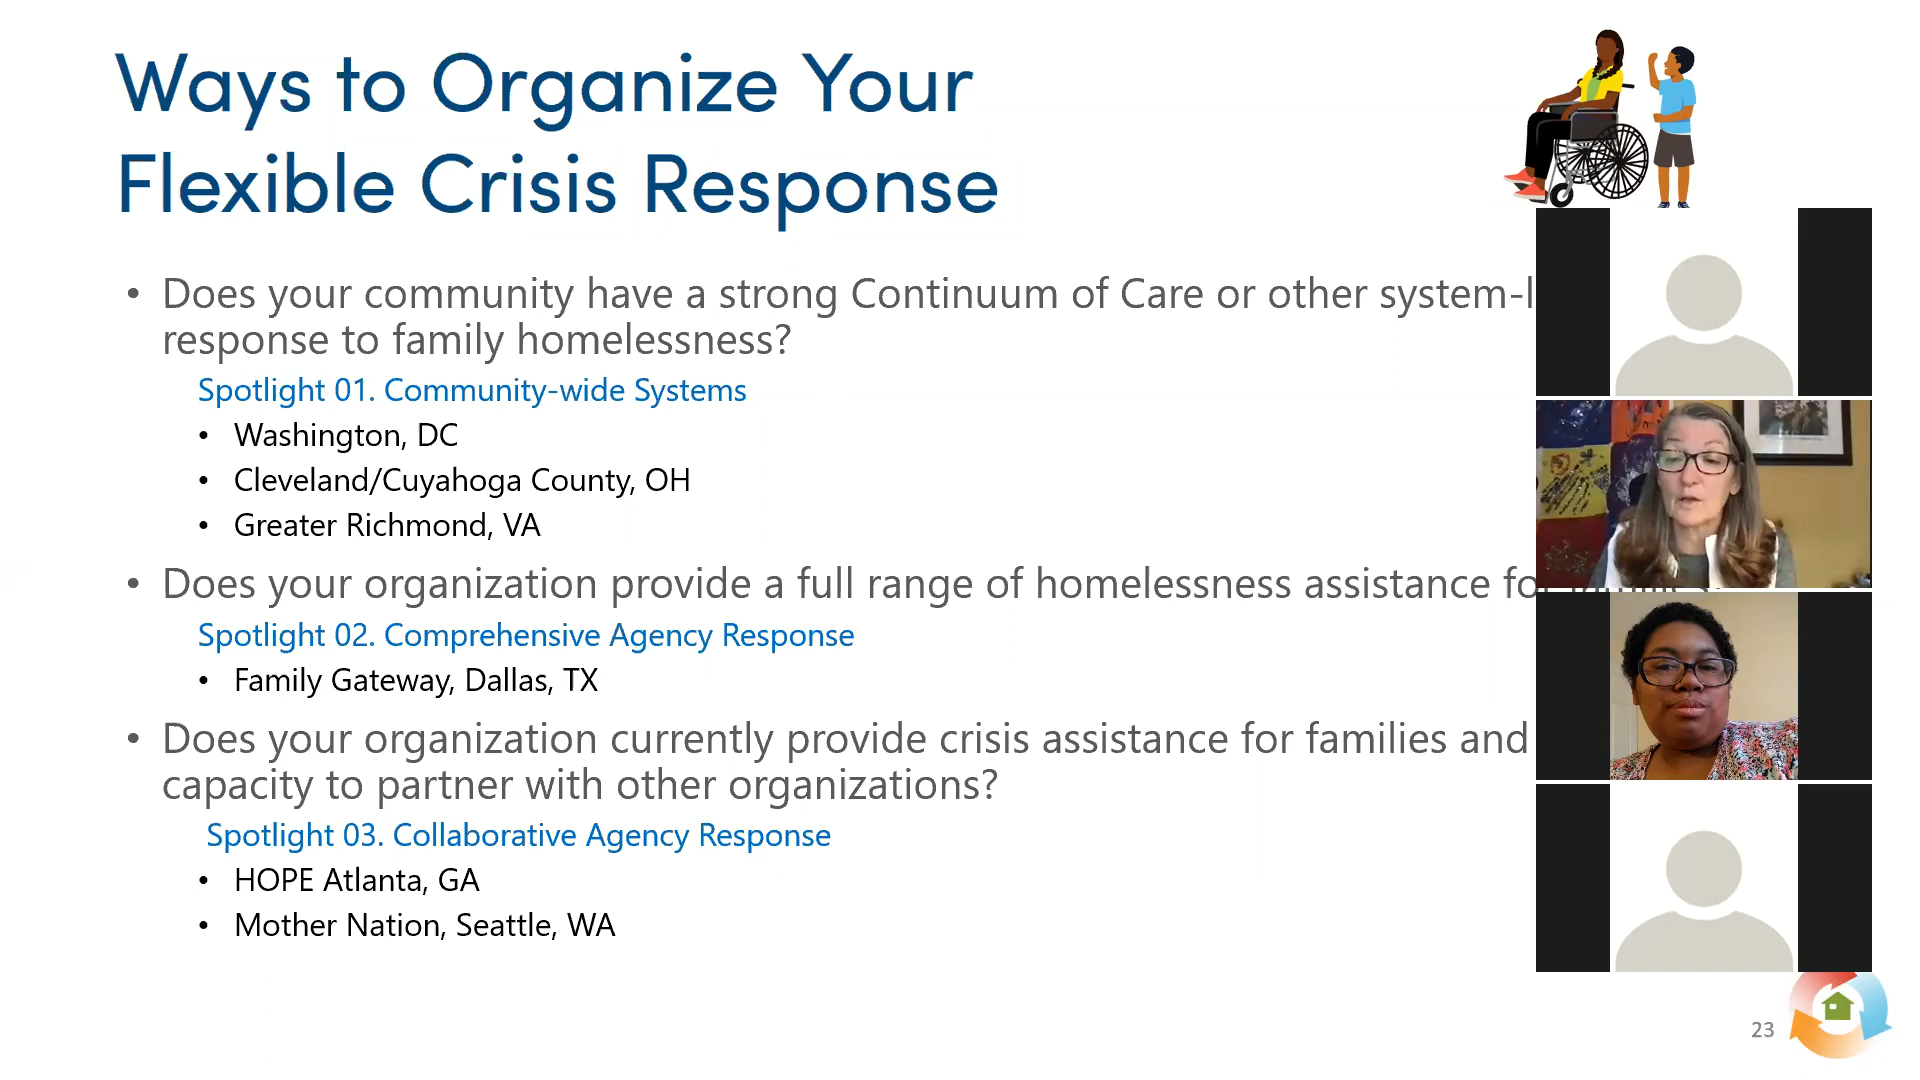 Ways to Organize Your
Flexible Crisis Response
• Does your community have a strong Continuum of Care or other system-l
response to family homelessness?
Spotlight 01. Community-wide Systems
• Washington, DC
• Cleveland/Cuyahoga County, OH
• Greater Richmond, VA
• Does your organization provide a full range of homelessness assistance for
Spotlight 02. Comprehensive Agency Response
• Family Gateway, Dallas, TX
• Does your organization currently provide crisis assistance for families and
capacity to partner with other organizations?
Spotlight 03. Collaborative Agency Response
• HOPE Atlanta, GA
• Mother Nation, Seattle, WA
23